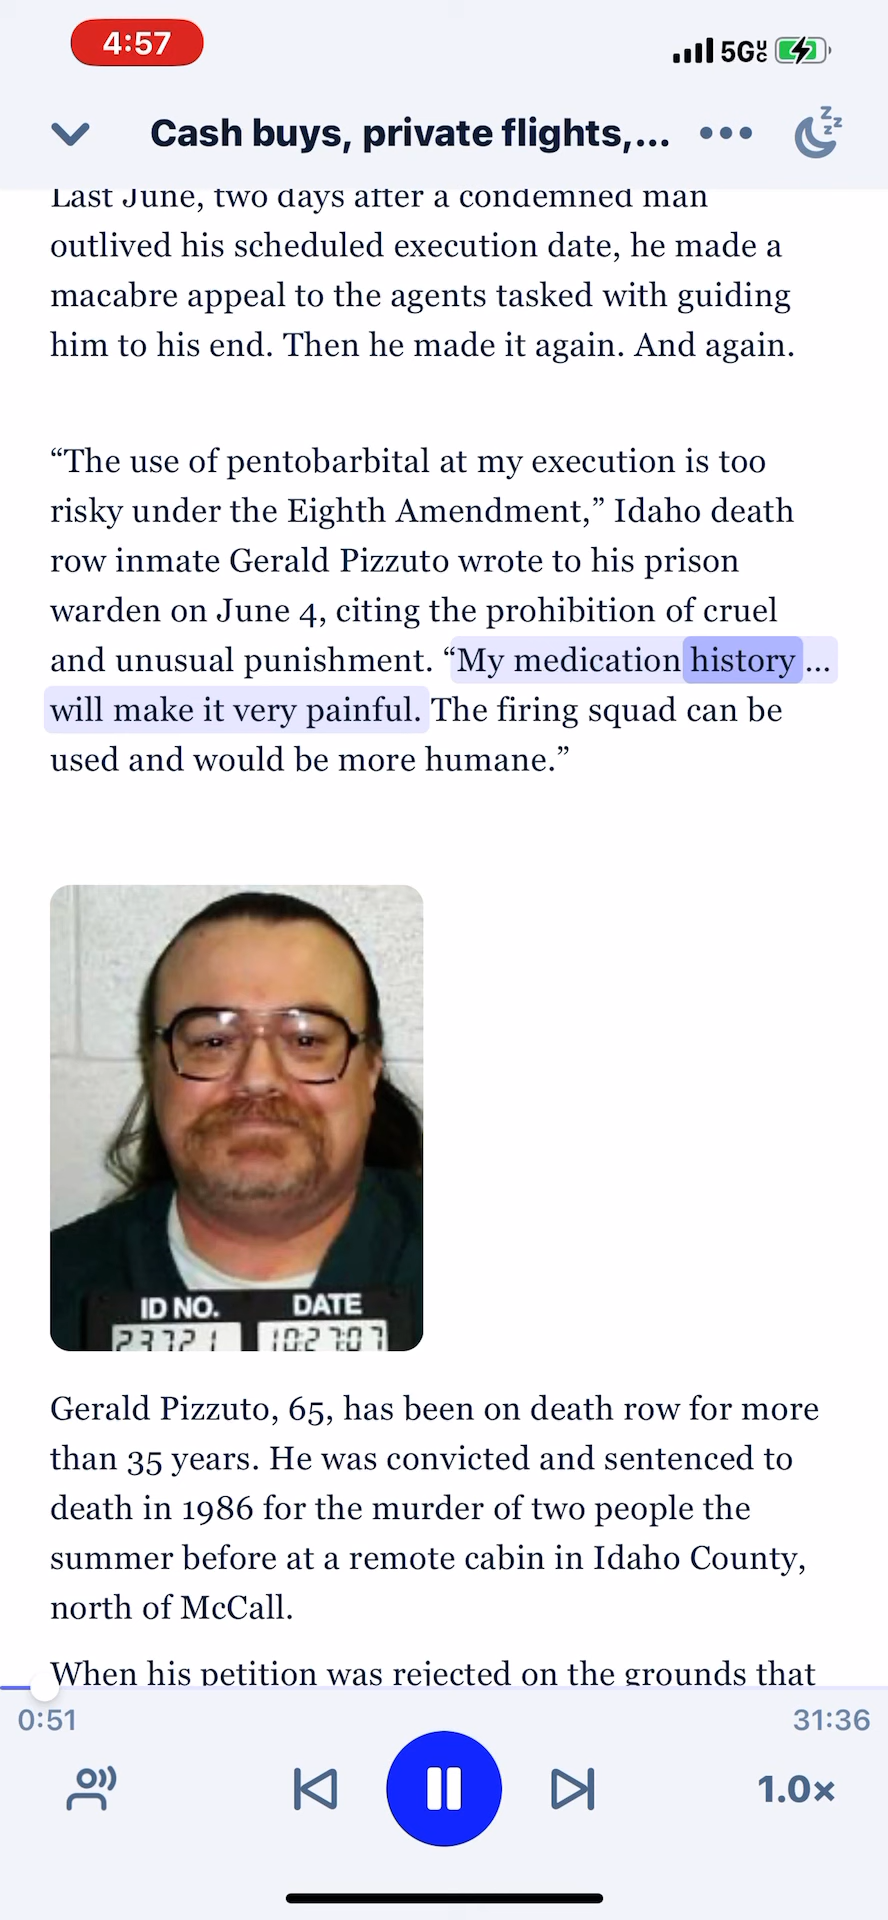 4:57
5G UC
Cash buys, private flights,...
Last June, two days after a condemned man
outlived his scheduled execution date, he made a
macabre appeal to the agents tasked with guiding
him to his end. Then he made it again. And again.
“The use of pentobarbital at my execution is too
risky under the Eighth Amendment,” Idaho death
row inmate Gerald Pizzuto wrote to his prison
warden on June 4, citing the prohibition of cruel
and unusual punishment. “My medication history ...
will make it very painful. The firing squad can be
used and would be more humane.”
ID NO. DATE
23721 10:27:07
Gerald Pizzuto, 65, has been on death row for more
than 35 years. He was convicted and sentenced to
death in 1986 for the murder of two people the
summer before at a remote cabin in Idaho County,
north of McCall.
When his petition was rejected on the grounds that
0:51
31:36
1.0×